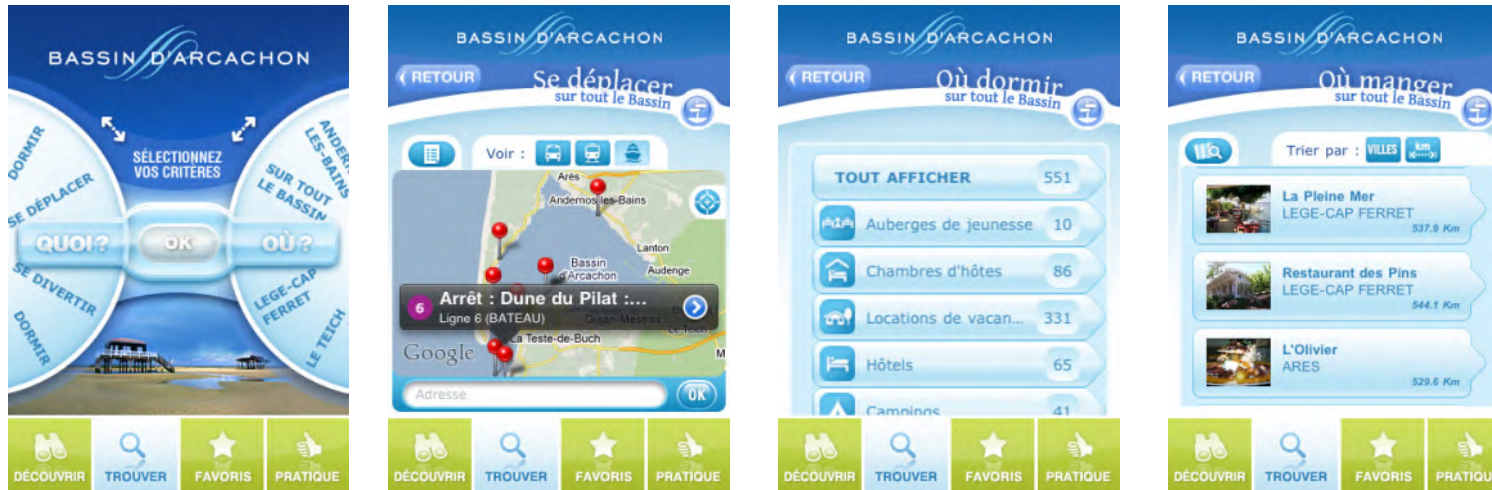 BASSIN D'ARCACHON
SÉLECTIONNEZ
VOS CRITÈRES
DORMIR
SE DÉPLACER
QUOI ?
SE DIVERTIR
DORMIR
OK
SUR TOUT
LE BASSIN
OÙ ?
LEGE-CAP
FERRET
LE TEICH
DÉCOUVRIR
TROUVER
FAVORIS
PRATIQUE
BASSIN D'ARCACHON
RETOUR
Se déplacer
sur tout le Bassin
Voir :
Arès
Andernos-les-Bains
Lanton
Bassin
d'Arcachon
Audenge
6
Arrêt : Dune du Pilat :...
Ligne 6 (BATEAU)
Gujan-Mestras
La Teste-de-Buch
Google
Adresse
OK
DÉCOUVRIR
TROUVER
FAVORIS
PRATIQUE
BASSIN D'ARCACHON
RETOUR
Où dormir
sur tout le Bassin
TOUT AFFICHER 551
Auberges de jeunesse 10
Chambres d'hôtes 86
Locations de vacan... 331
Hôtels 65
Campings 41
DÉCOUVRIR
TROUVER
FAVORIS
PRATIQUE
BASSIN D'ARCACHON
RETOUR
Où manger
sur tout le Bassin
Trier par : VILLES km
La Pleine Mer
LEGE-CAP FERRET
537.9 Km
Restaurant des Pins
LEGE-CAP FERRET
544.1 Km
L'Olivier
ARES
529.6 Km
DÉCOUVRIR
TROUVER
FAVORIS